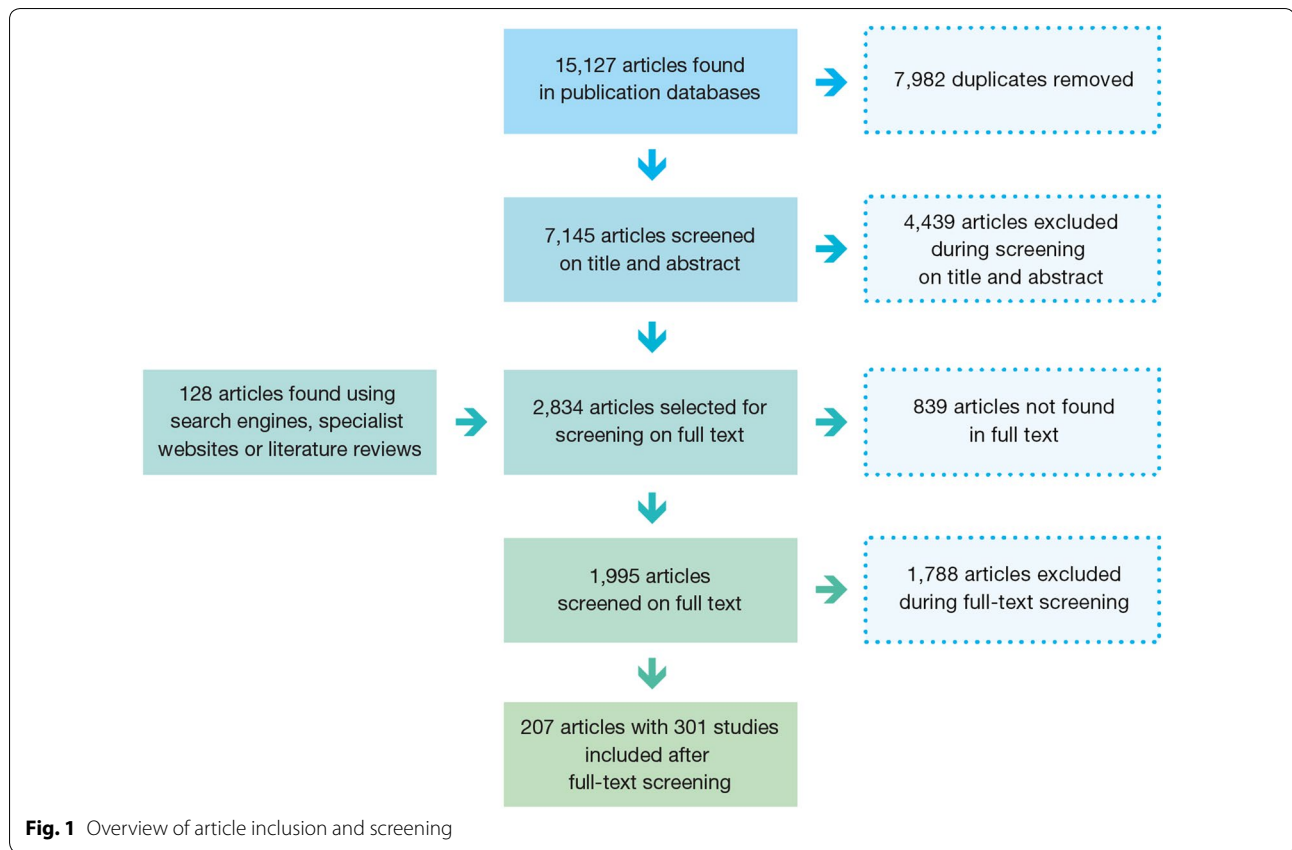 15,127 articles found
in publication databases
7,982 duplicates removed
7,145 articles screened
on title and abstract
4,439 articles excluded
during screening
on title and abstract
128 articles found using
search engines, specialist
websites or literature reviews
2,834 articles selected for
screening on full text
839 articles not found
in full text
1,995 articles
screened on full text
1,788 articles excluded
during full-text screening
207 articles with 301 studies
included after
full-text screening
Fig. 1 Overview of article inclusion and screening